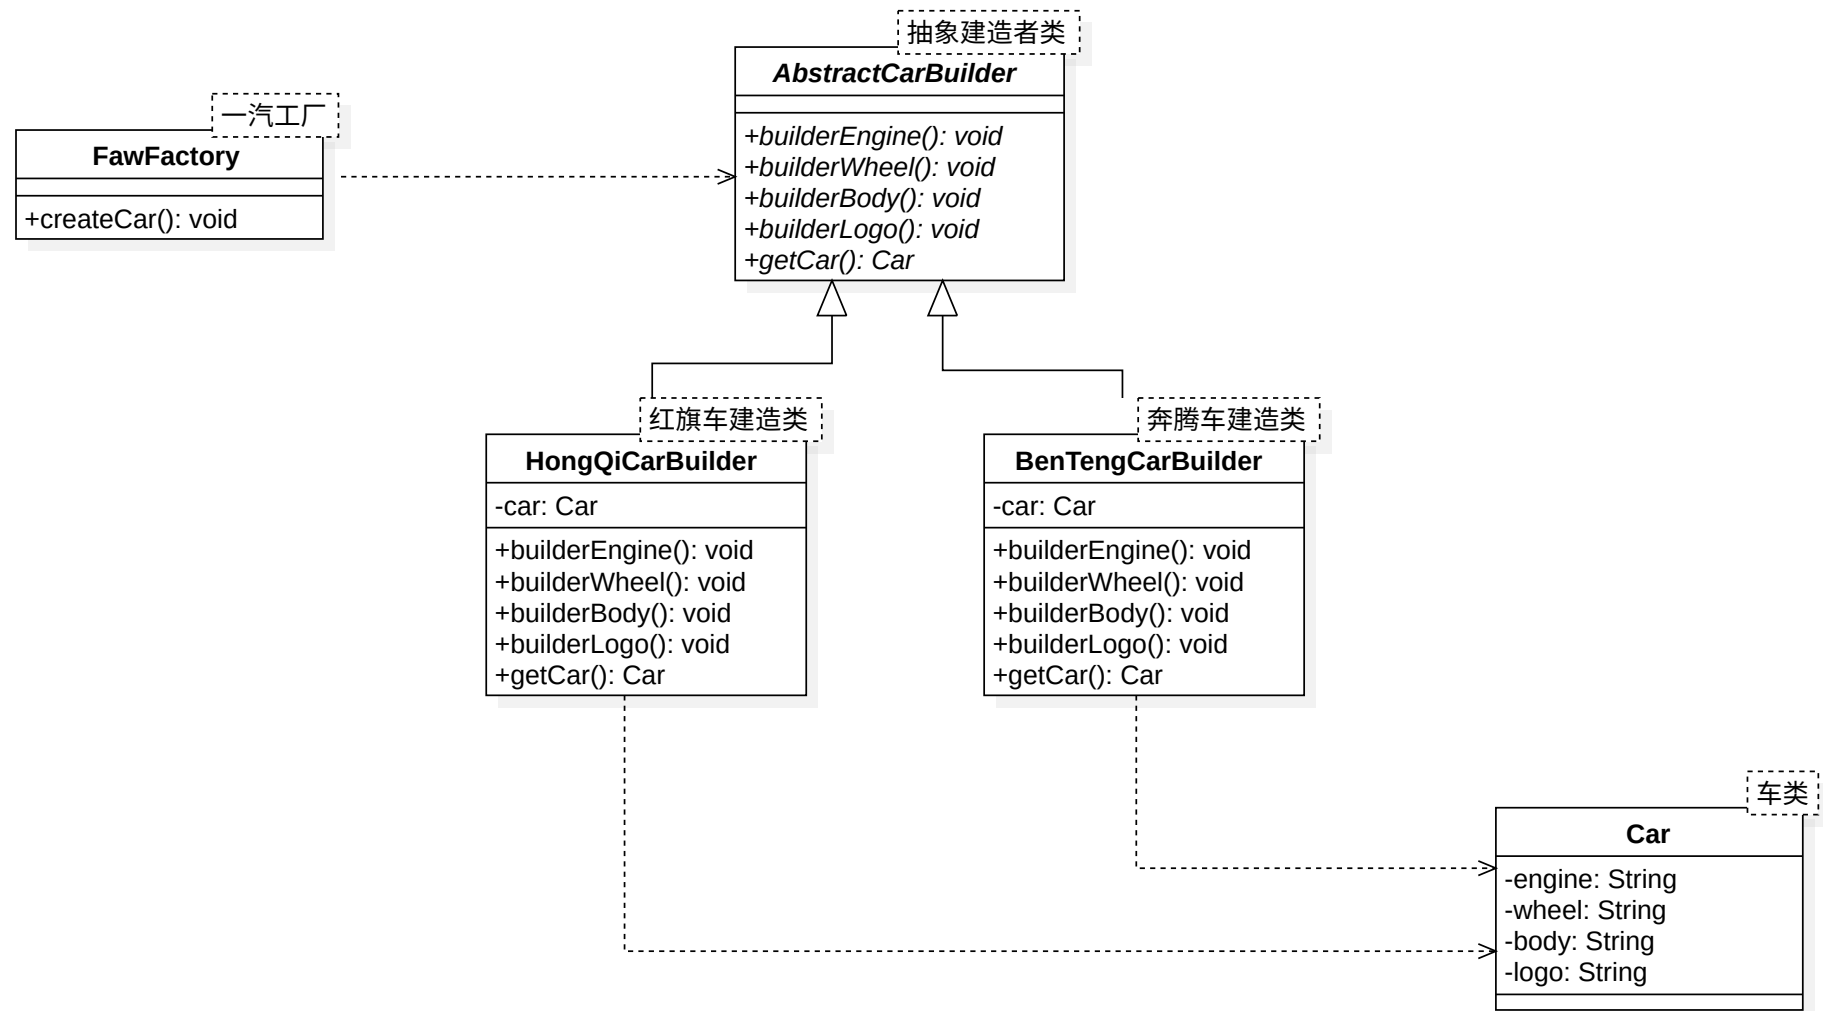 抽象建造者类
AbstractCarBuilder
+builderEngine(): void
+builderWheel(): void
+builderBody(): void
+builderLogo(): void
+getCar(): Car
一汽工厂
FawFactory
+createCar(): void
红旗车建造类
HongQiCarBuilder
-car: Car
+builderEngine(): void
+builderWheel(): void
+builderBody(): void
+builderLogo(): void
+getCar(): Car
奔腾车建造类
BenTengCarBuilder
-car: Car
+builderEngine(): void
+builderWheel(): void
+builderBody(): void
+builderLogo(): void
+getCar(): Car
车类
Car
-engine: String
-wheel: String
-body: String
-logo: String